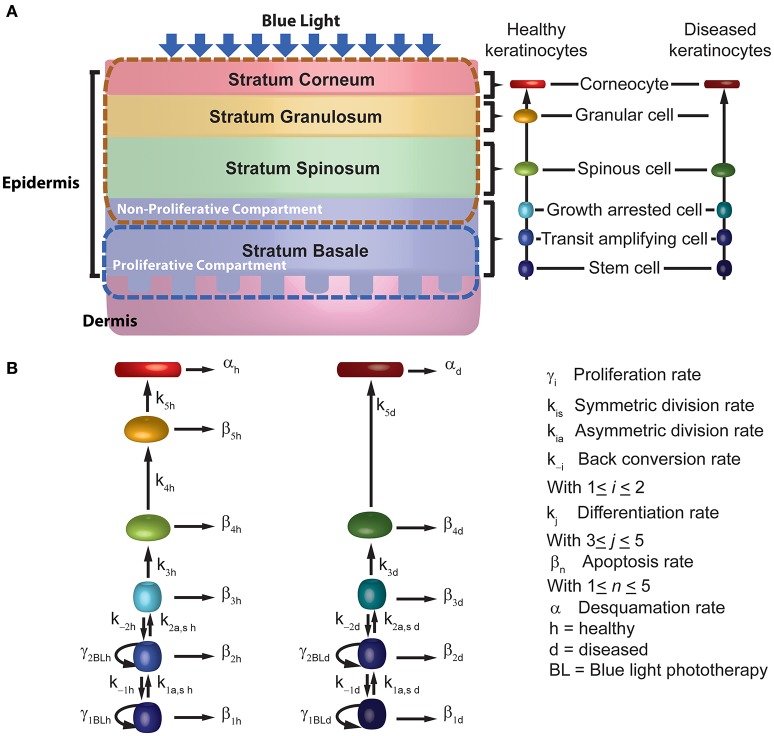 A
Blue Light
Healthy
keratinocytes
Diseased
keratinocytes
Stratum Corneum
Corneocyte
Stratum Granulosum
Granular cell
Stratum Spinosum
Spinous cell
Epidermis
Non-Proliferative Compartment
Growth arrested cell
Stratum Basale
Transit amplifying cell
Proliferative Compartment
Stem cell
Dermis
B
αh
k5h
β5h
k4h
β4h
k3h
β3h
k−2h
k2a,s h
γ2BLh
β2h
k−1h
k1a,s h
γ1BLh
β1h
αd
k5d
β4d
k3d
β3d
k−2d
k2a,s d
γ2BLd
β2d
k−1d
k1a,s d
γ1BLd
β1d
γi Proliferation rate
kis Symmetric division rate
kia Asymmetric division rate
k−i Back conversion rate
With 1≤ i ≤ 2
kj Differentiation rate
With 3≤ j ≤ 5
βn Apoptosis rate
With 1≤ n ≤ 5
α Desquamation rate
h = healthy
d = diseased
BL = Blue light phototherapy